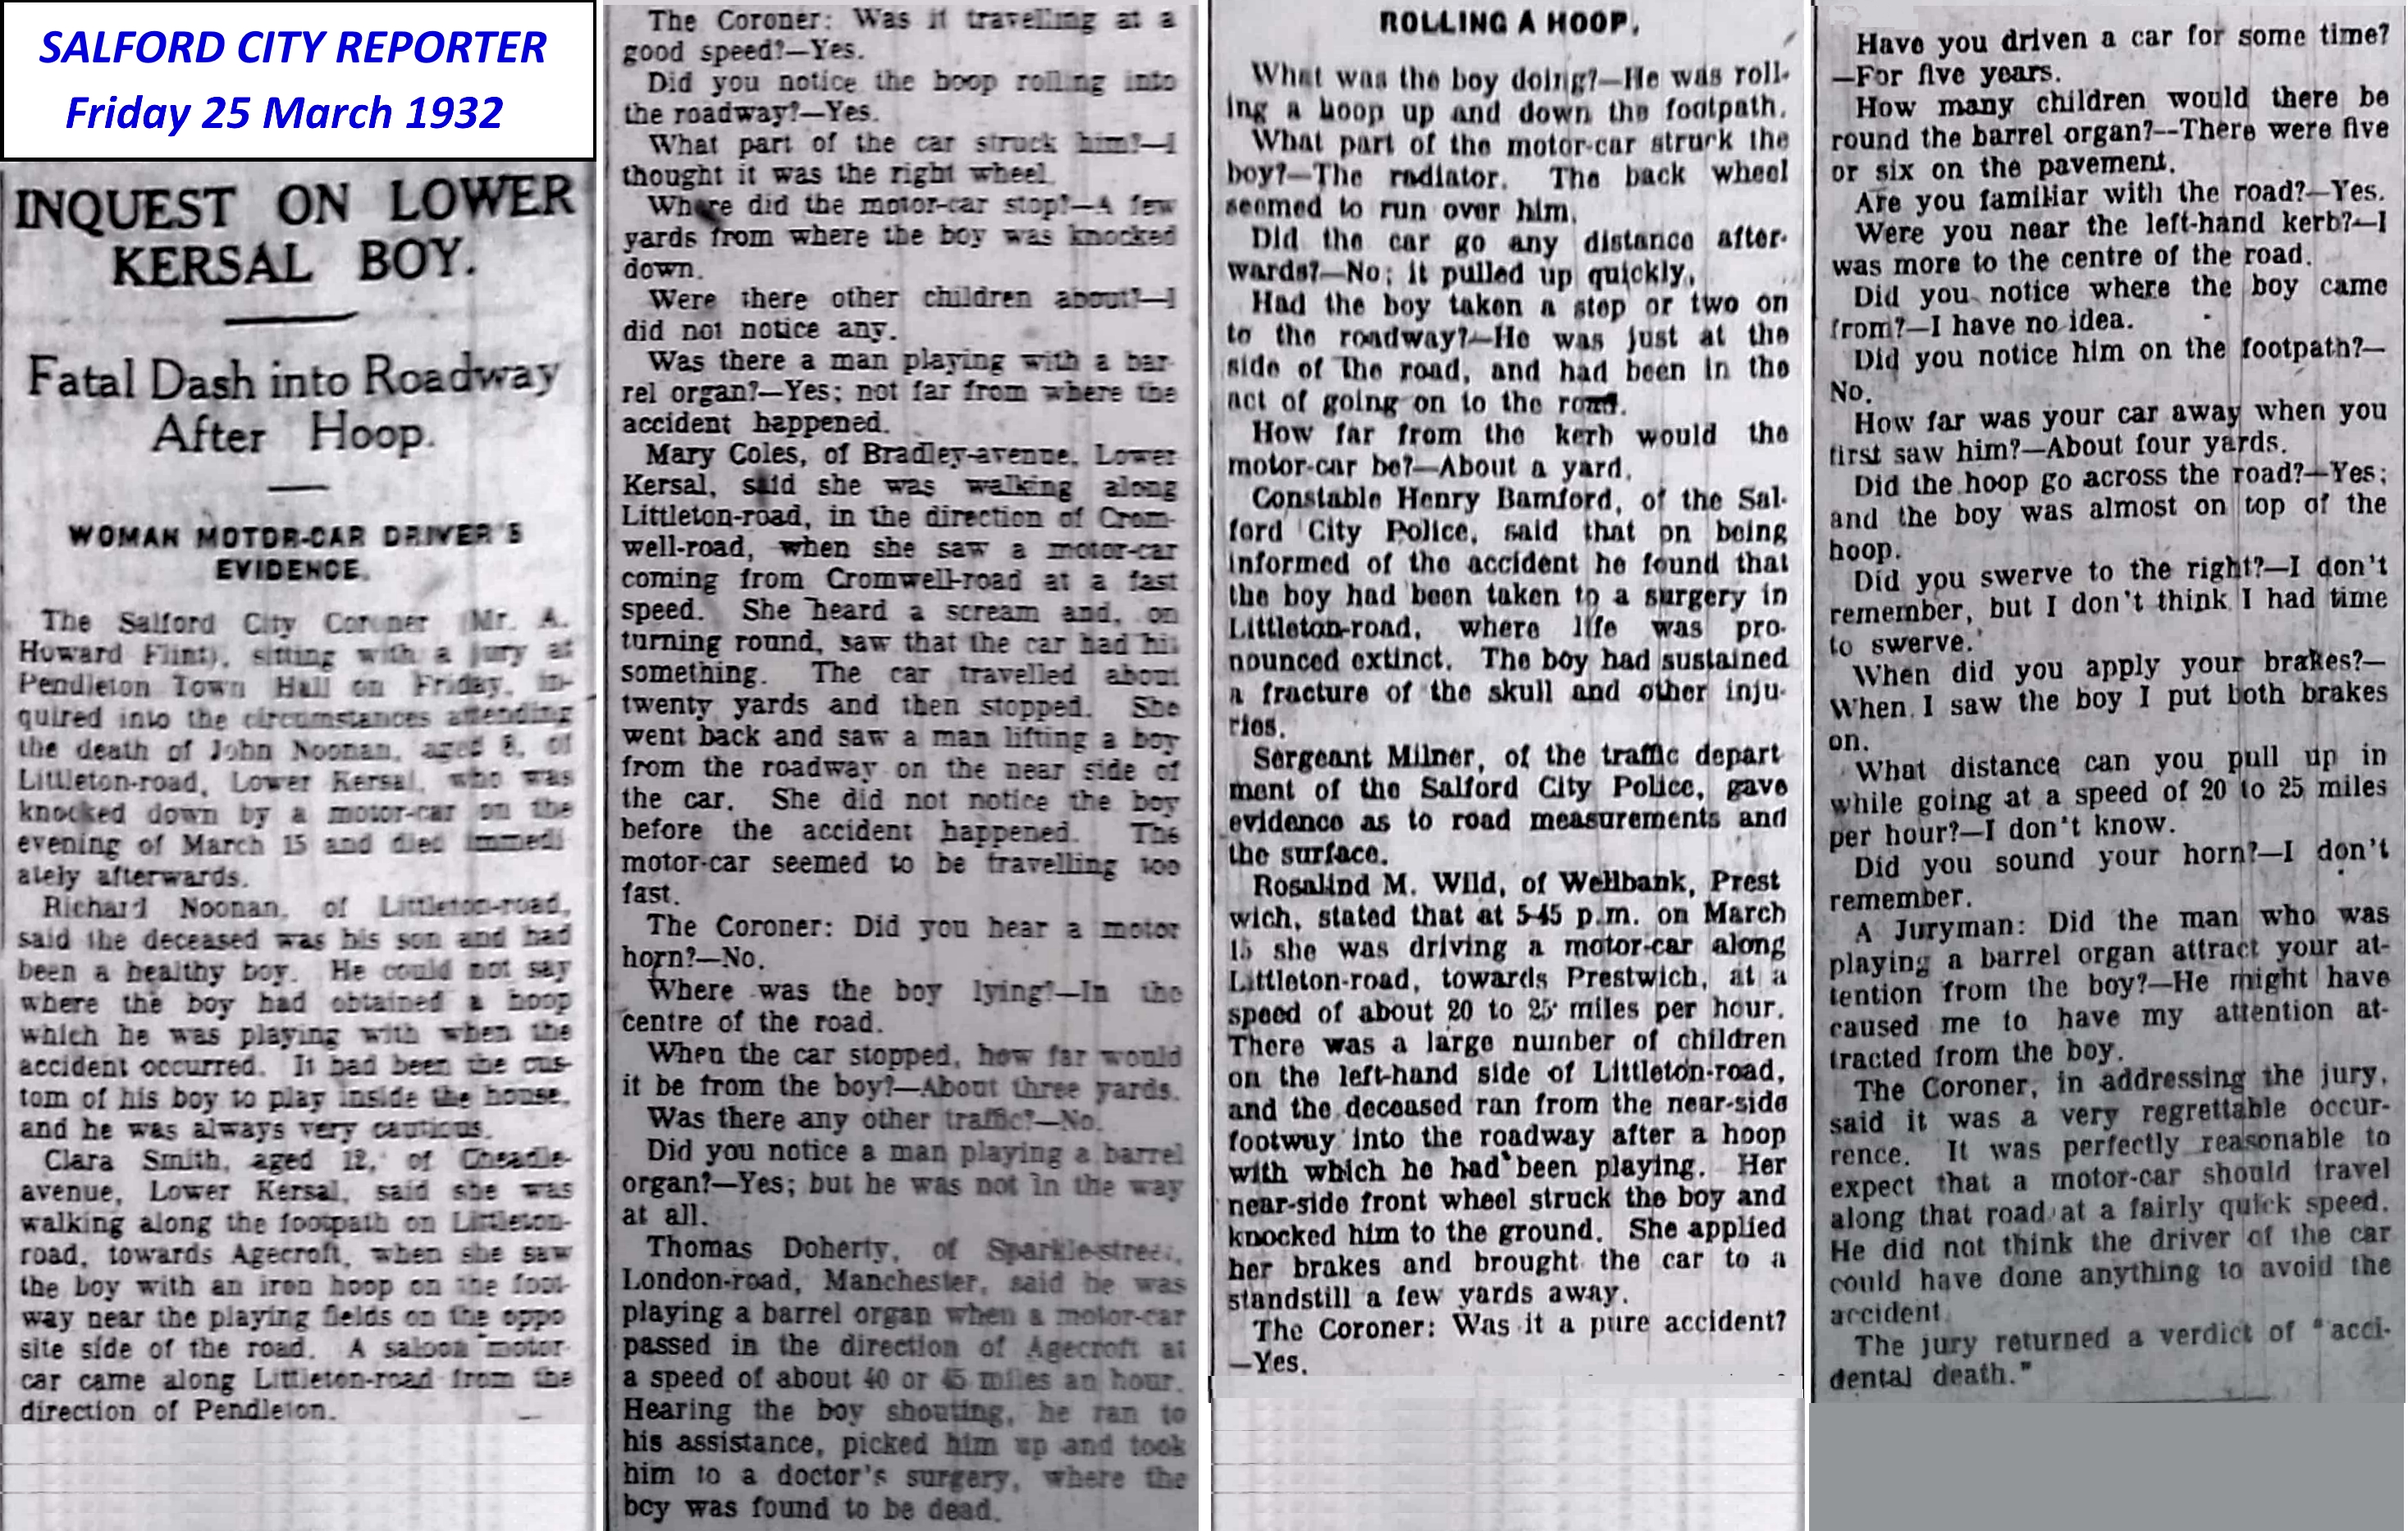 SALFORD CITY REPORTER
Friday 25 March 1932
INQUEST ON LOWER
KERSAL BOY.
Fatal Dash into Roadway
After Hoop.
WOMAN MOTOR-CAR DRIVER'S
EVIDENCE.
The Salford City Coroner (Mr. A.
Howard Flint), sitting with a jury at
Pendleton Town Hall on Friday, in-
quired into the circumstances attending
the death of John Noonan, aged 8, of
Littleton-road, Lower Kersal, who was
knocked down by a motor-car on the
evening of March 15 and died immedi
ately afterwards.
Richard Noonan, of Littleton-road,
said the deceased was his son and had
been a healthy boy. He could not say
where the boy had obtained a hoop
which he was playing with when the
accident occurred. It had been the cus-
tom of his boy to play inside the house,
and he was always very cautious.
Clara Smith, aged 12, of Cheadle-
avenue, Lower Kersal, said she was
walking along the footpath on Littleton-
road, towards Agecroft, when she saw
the boy with an iron hoop on the foot-
way near the playing fields on the oppo
site side of the road. A saloon motor-
car came along Littleton-road from the
direction of Pendleton.
The Coroner: Was it travelling at a
good speed?—Yes.
Did you notice the hoop rolling into
the roadway?—Yes.
What part of the car struck him?—I
thought it was the right wheel.
Where did the motor-car stop?—A few
yards from where the boy was knocked
down.
Were there other children about?—I
did not notice any.
Was there a man playing with a bar-
rel organ?—Yes; not far from where the
accident happened.
Mary Coles, of Bradley-avenue, Lower
Kersal, said she was walking along
Littleton-road, in the direction of Crom-
well-road, when she saw a motor-car
coming from Cromwell-road at a fast
speed. She heard a scream and, on
turning round, saw that the car had hit
something. The car travelled about
twenty yards and then stopped. She
went back and saw a man lifting a boy
from the roadway on the near side of
the car. She did not notice the boy
before the accident happened. The
motor-car seemed to be travelling too
fast.
The Coroner: Did you hear a motor
horn?—No.
Where was the boy lying?—In the
centre of the road.
When the car stopped, how far would
it be from the boy?—About three yards.
Was there any other traffic?—No.
Did you notice a man playing a barrel
organ?—Yes; but he was not in the way
at all.
Thomas Doherty, of Sparkle-street,
London-road, Manchester, said he was
playing a barrel organ when a motor-car
passed in the direction of Agecroft at
a speed of about 40 or 45 miles an hour.
Hearing the boy shouting, he ran to
his assistance, picked him up and took
him to a doctor's surgery, where the
boy was found to be dead.
ROLLING A HOOP.
What was the boy doing?—He was roll-
ing a hoop up and down the footpath.
What part of the motor-car struck the
boy?—The radiator. The back wheel
seemed to run over him.
Did the car go any distance after-
wards?—No; it pulled up quickly.
Had the boy taken a step or two on
to the roadway?—He was just at the
side of the road, and had been in the
act of going on to the road.
How far from the kerb would the
motor-car be?—About a yard.
Constable Henry Bamford, of the Sal-
ford City Police, said that on being
informed of the accident he found that
the boy had been taken to a surgery in
Littleton-road, where life was pro-
nounced extinct. The boy had sustained
a fracture of the skull and other inju-
ries.
Sergeant Milner, of the traffic depart
ment of the Salford City Police, gave
evidence as to road measurements and
the surface.
Rosalind M. Wild, of Wellbank, Prest
wich, stated that at 5-45 p.m. on March
15 she was driving a motor-car along
Littleton-road, towards Prestwich, at a
speed of about 20 to 25 miles per hour.
There was a large number of children
on the left-hand side of Littleton-road,
and the deceased ran from the near-side
footway into the roadway after a hoop
with which he had been playing. Her
near-side front wheel struck the boy and
knocked him to the ground. She applied
her brakes and brought the car to a
standstill a few yards away.
The Coroner: Was it a pure accident?
—Yes.
Have you driven a car for some time?
—For five years.
How many children would there be
round the barrel organ?--There were five
or six on the pavement.
Are you familiar with the road?—Yes.
Were you near the left-hand kerb?—I
was more to the centre of the road.
Did you notice where the boy came
from?—I have no idea.
Did you notice him on the footpath?—
No.
How far was your car away when you
first saw him?—About four yards.
Did the hoop go across the road?—Yes;
and the boy was almost on top of the
hoop.
Did you swerve to the right?—I don't
remember, but I don't think I had time
to swerve.
When did you apply your brakes?—
When I saw the boy I put both brakes
on.
What distance can you pull up in
while going at a speed of 20 to 25 miles
per hour?—I don't know.
Did you sound your horn?—I don't
remember.
A Juryman: Did the man who was
playing a barrel organ attract your at-
tention from the boy?—He might have
caused me to have my attention at-
tracted from the boy.
The Coroner, in addressing the jury,
said it was a very regrettable occur-
rence. It was perfectly reasonable to
expect that a motor-car should travel
along that road at a fairly quick speed.
He did not think the driver of the car
could have done anything to avoid the
accident.
The jury returned a verdict of "acci-
dental death."